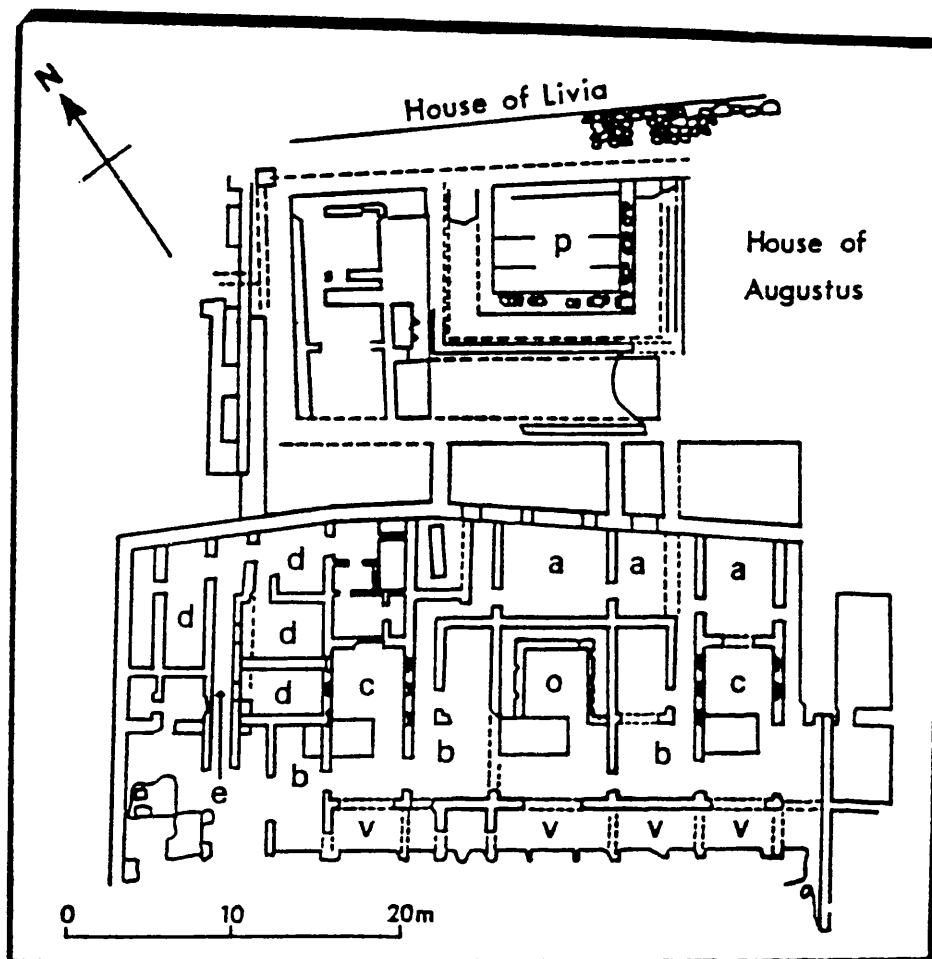 N
House of Livia
p
House of
Augustus
a a a
d d
d
d c o c
b b
b
e
v v v v
0 10 20m